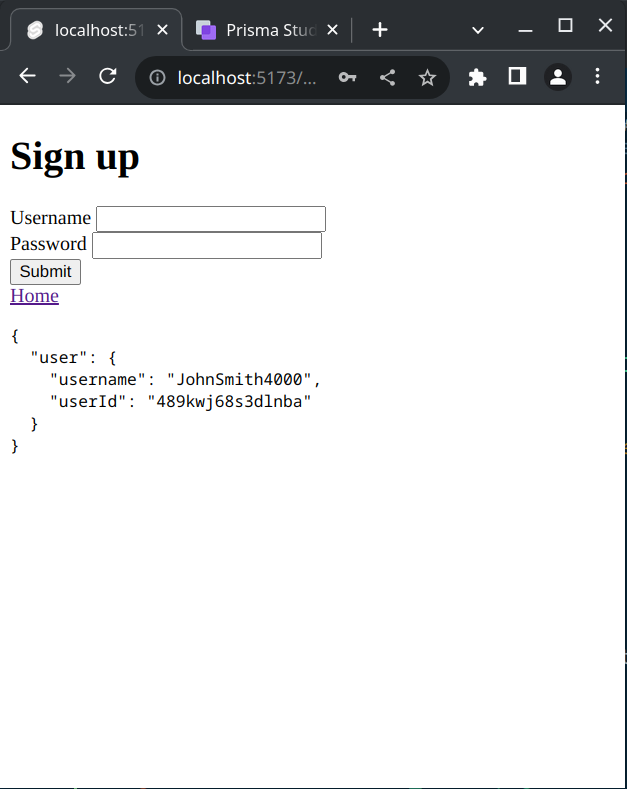 localhost:51
Prisma Stud
localhost:5173/...
Sign up
Username
Password
Submit
Home
{
  "user": {
    "username": "JohnSmith4000",
    "userId": "489kwj68s3dlnba"
  }
}